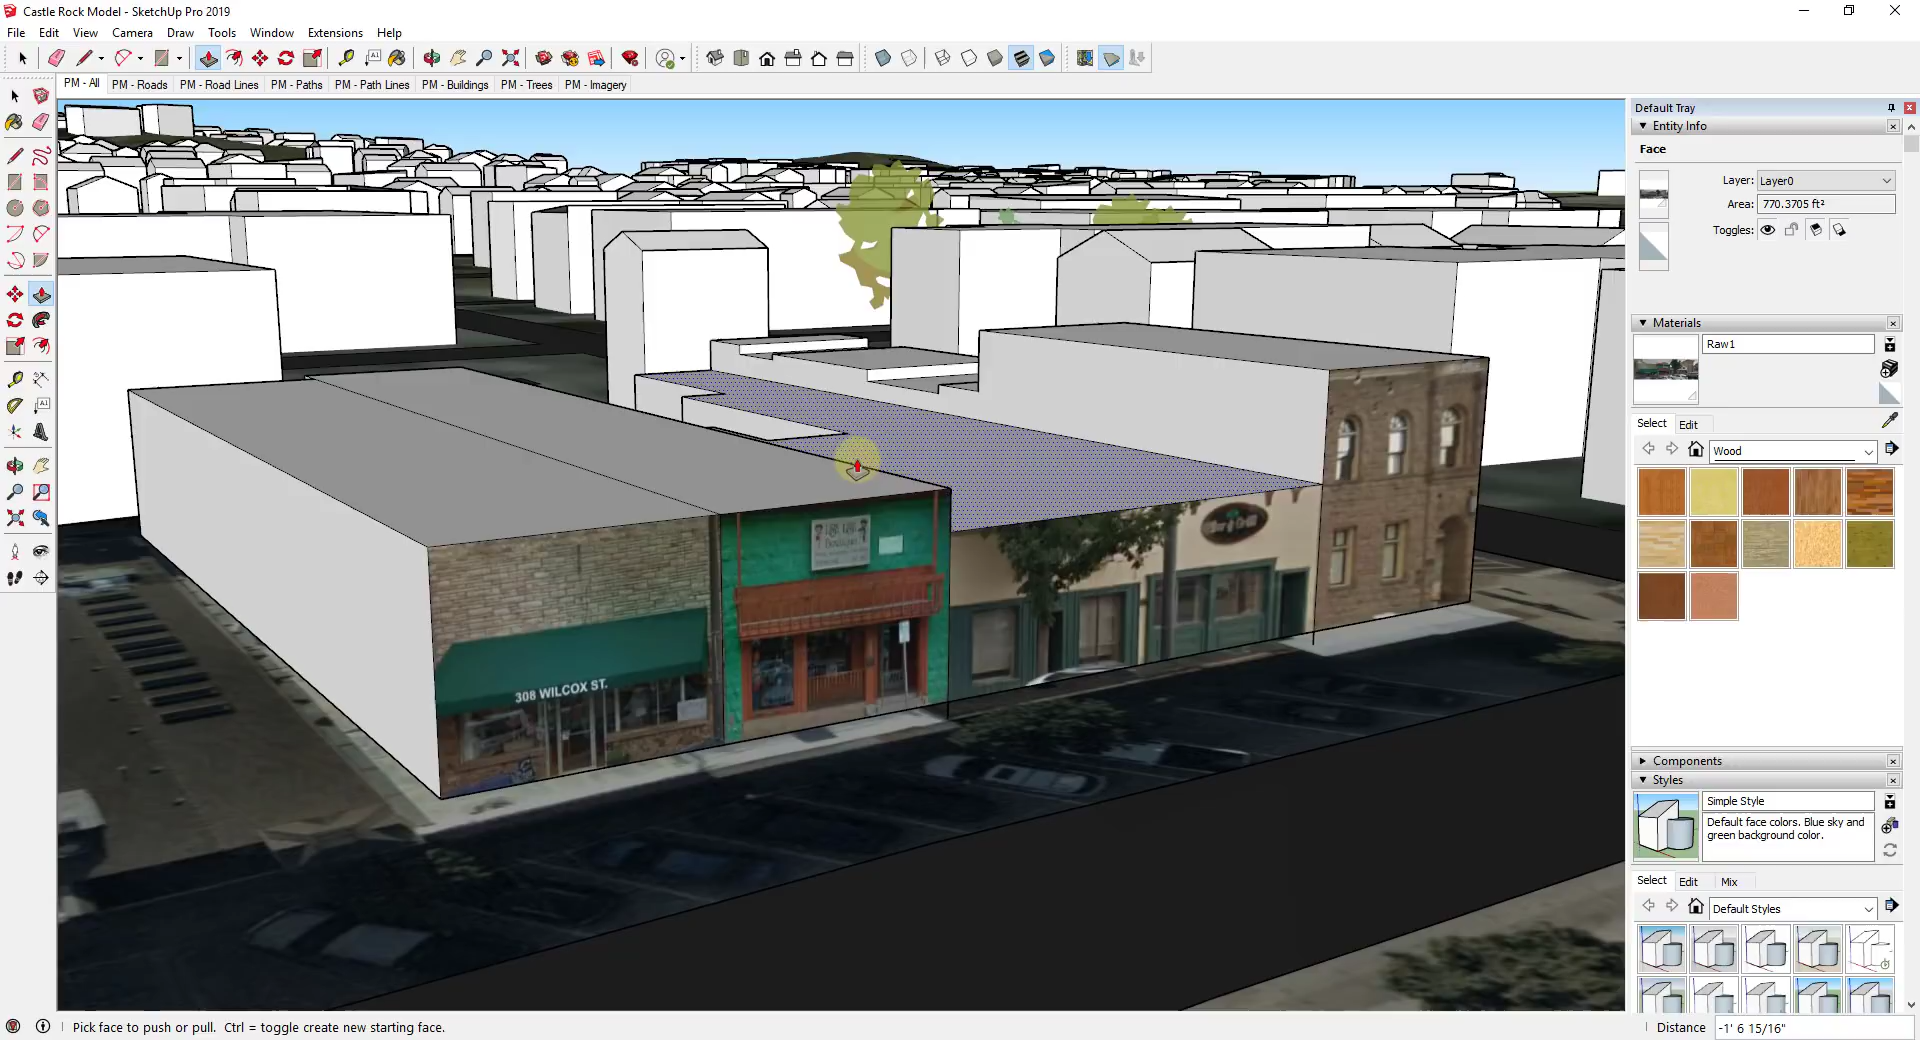 Castle Rock Model - SketchUp Pro 2019
File Edit View Camera Draw Tools Window Extensions Help
PM - All PM - Roads PM - Road Lines PM - Paths PM - Path Lines PM - Buildings PM - Trees PM - Imagery
Default Tray
Entity Info
Face
Layer: Layer0
Area: 770.3705 ft²
Toggles:
Materials
Raw1
Select Edit
Wood
Components
Styles
Simple Style
Default face colors. Blue sky and
green background color.
Select Edit Mix
Default Styles
Bar & Grill
308 WILCOX ST.
Pick face to push or pull. Ctrl = toggle create new starting face.
Distance -1' 6 15/16"